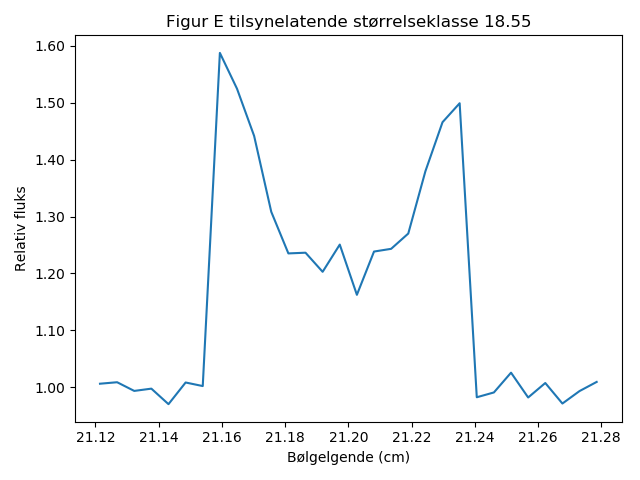 Figur E tilsynelatende størrelseklasse 18.55
1.60
1.50
1.40
1.30
1.20
1.10
1.00
Relativ fluks
21.12 21.14 21.16 21.18 21.20 21.22 21.24 21.26 21.28
Bølgelgende (cm)